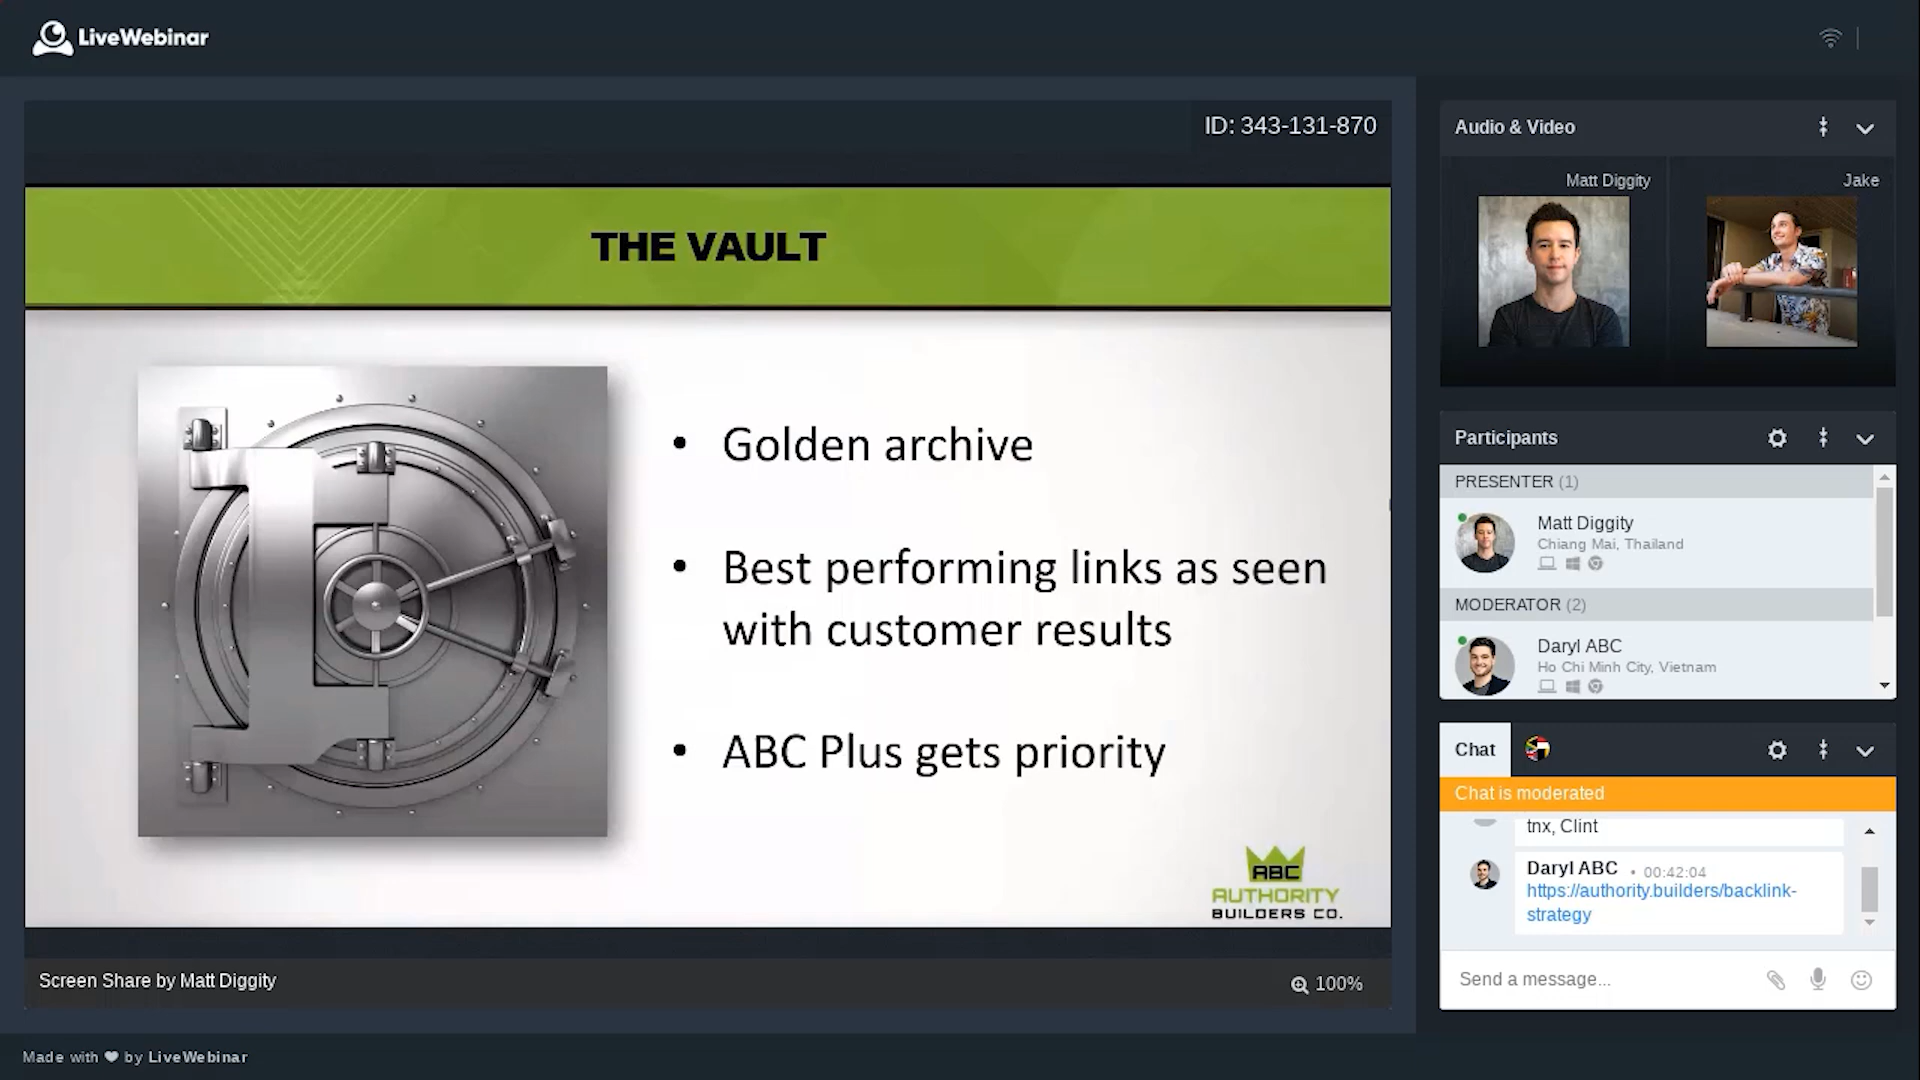 LiveWebinar
ID: 343-131-870
THE VAULT
• Golden archive
• Best performing links as seen
with customer results
• ABC Plus gets priority
ABC
AUTHORITY
BUILDERS CO.
Screen Share by Matt Diggity
100%
Audio & Video
Matt Diggity
Jake
Participants
PRESENTER (1)
Matt Diggity
Chiang Mai, Thailand
MODERATOR (2)
Daryl ABC
Ho Chi Minh City, Vietnam
Chat
Chat is moderated
tnx, Clint
Daryl ABC • 00:42:04
https://authority.builders/backlink-
strategy
Send a message...
Made with ❤ by LiveWebinar